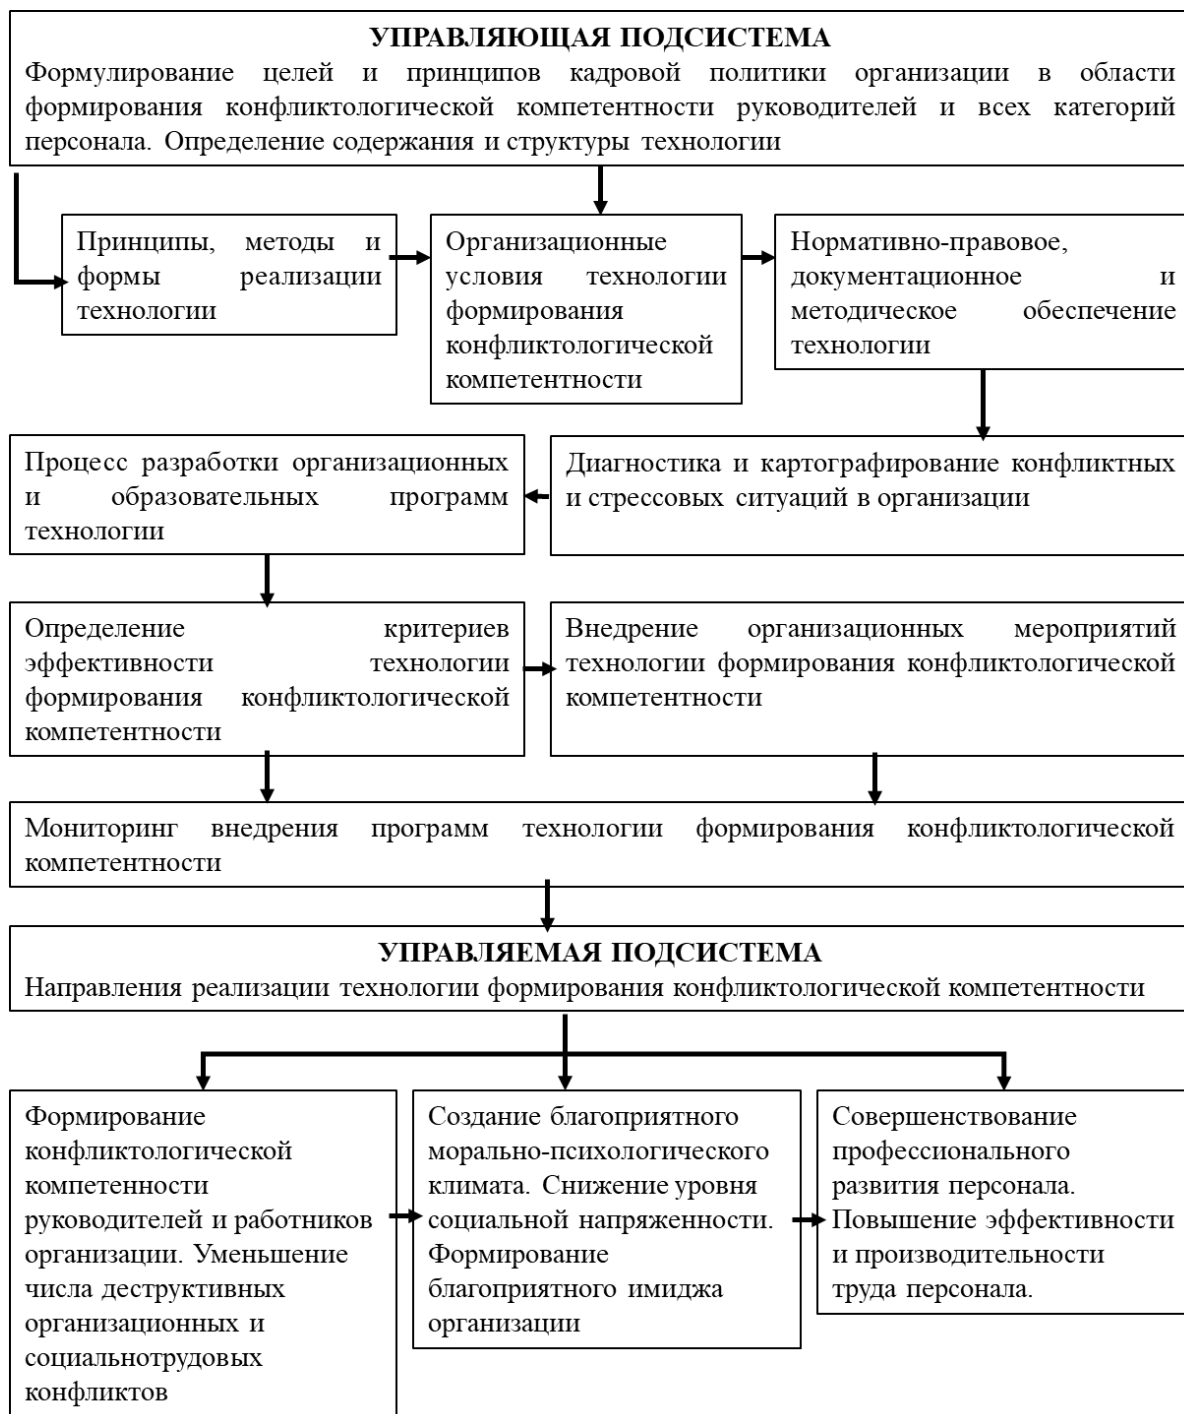 УПРАВЛЯЮЩАЯ ПОДСИСТЕМА
Формулирование целей и принципов кадровой политики организации в области
формирования конфликтологической компетентности руководителей и всех категорий
персонала. Определение содержания и структуры технологии
Принципы, методы и
формы реализации
технологии
Организационные
условия технологии
формирования
конфликтологической
компетентности
Нормативно-правовое,
документационное и
методическое обеспечение
технологии
Процесс разработки организационных
и образовательных программ
технологии
Диагностика и картографирование конфликтных
и стрессовых ситуаций в организации
Определение критериев
эффективности технологии
формирования конфликтологической
компетентности
Внедрение организационных мероприятий
технологии формирования конфликтологической
компетентности
Мониторинг внедрения программ технологии формирования конфликтологической
компетентности
УПРАВЛЯЕМАЯ ПОДСИСТЕМА
Направления реализации технологии формирования конфликтологической компетентности
Формирование
конфликтологической
компетенности
руководителей и работников
организации. Уменьшение
числа деструктивных
организационных и
социальнотрудовых
конфликтов
Создание благоприятного
морально-психологического
климата. Снижение уровня
социальной напряженности.
Формирование
благоприятного имиджа
организации
Совершенствование
профессионального
развития персонала.
Повышение эффективности
и производительности
труда персонала.